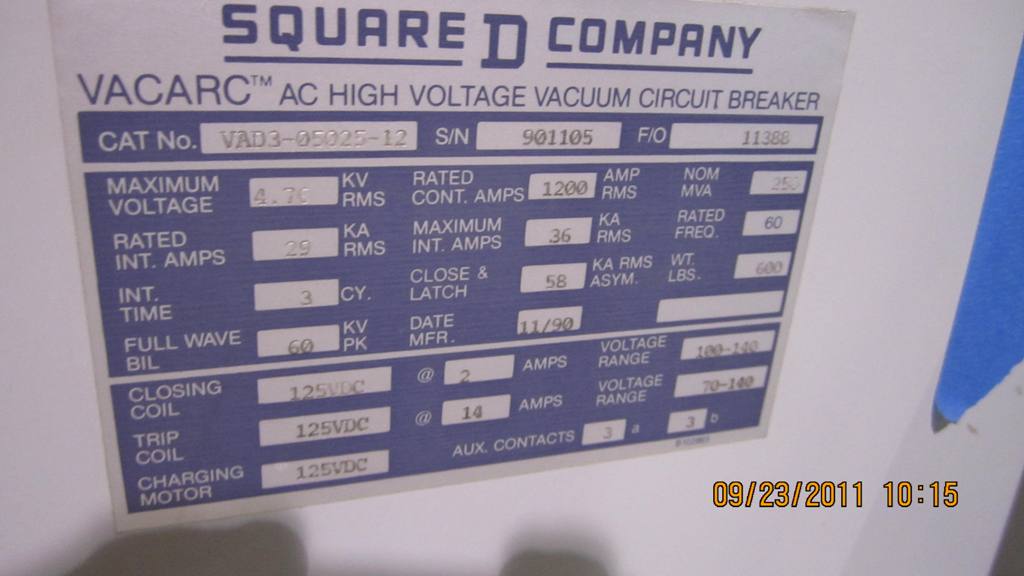 SQUARE D COMPANY
VACARC™ AC HIGH VOLTAGE VACUUM CIRCUIT BREAKER
CAT No. VAD3-05025-12 S/N 901105 F/O 11388
MAXIMUM VOLTAGE 4.76 KV RMS RATED CONT. AMPS 1200 AMP RMS NOM MVA 250
RATED INT. AMPS 29 KA RMS MAXIMUM INT. AMPS 36 KA RMS RATED FREQ. 60
INT. TIME 3 CY. CLOSE & LATCH 58 KA RMS ASYM. WT. LBS. 600
FULL WAVE BIL 60 KV PK DATE MFR. 11/90
CLOSING COIL 125VDC @ 2 AMPS VOLTAGE RANGE 100-140
TRIP COIL 125VDC @ 14 AMPS VOLTAGE RANGE 70-140
CHARGING MOTOR 125VDC AUX. CONTACTS 3 a 3 b
09/23/2011 10:15